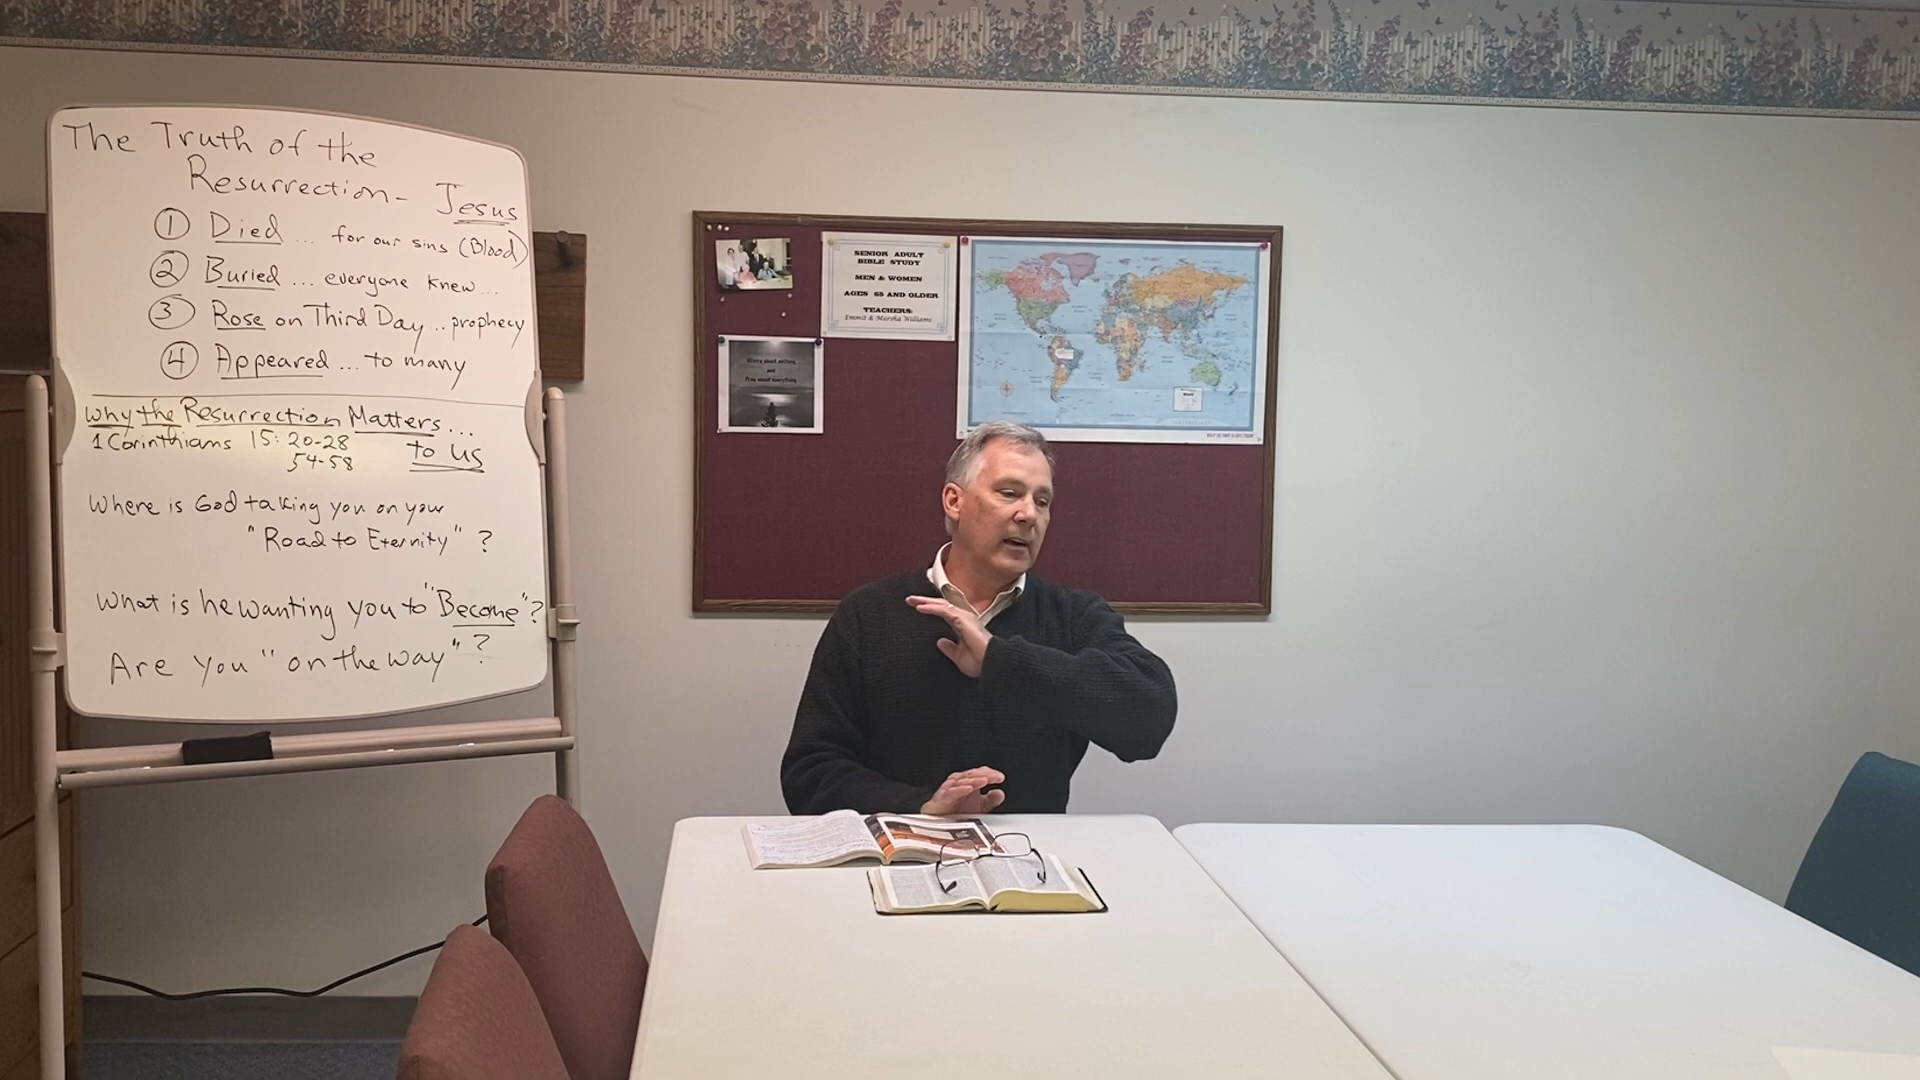 The Truth of the
Resurrection- Jesus
① Died ... for our sins (Blood)
② Buried ... everyone knew...
③ Rose on Third Day .. prophecy
④ Appeared ... to many
Why the Resurrection Matters...
1 Corinthians 15: 20-28
54-58
to us
Where is God taking you on your
"Road to Eternity" ?
What is he wanting you to "Become"?
Are you "on the way"?
SENIOR ADULT
BIBLE STUDY
MEN & WOMEN
AGES 65 AND OLDER
TEACHERS:
Emmit & Marsha Williams
Worry about nothing
and
Pray about everything